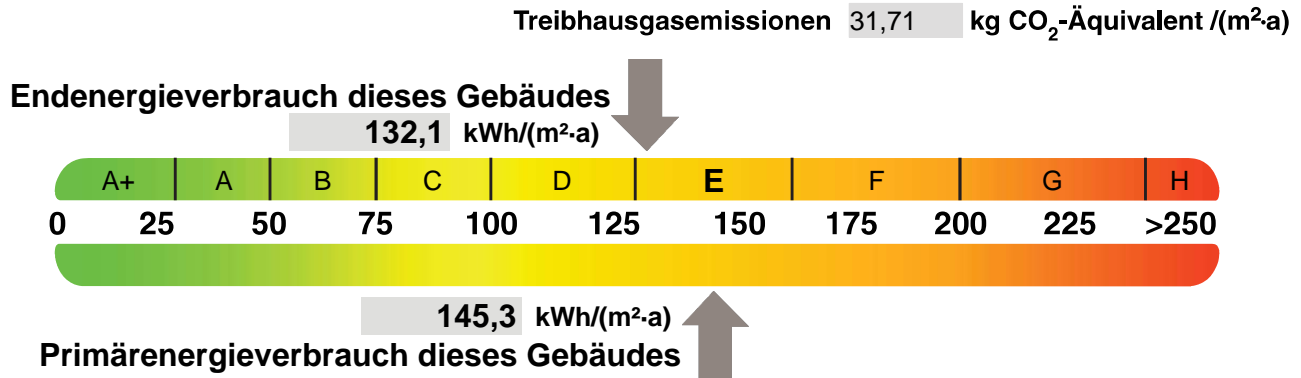 Treibhausgasemissionen 31,71 kg CO₂-Äquivalent /(m²·a)
Endenergieverbrauch dieses Gebäudes
132,1 kWh/(m²·a)
A+ A B C D E F G H
0 25 50 75 100 125 150 175 200 225 >250
145,3 kWh/(m²·a)
Primärenergieverbrauch dieses Gebäudes